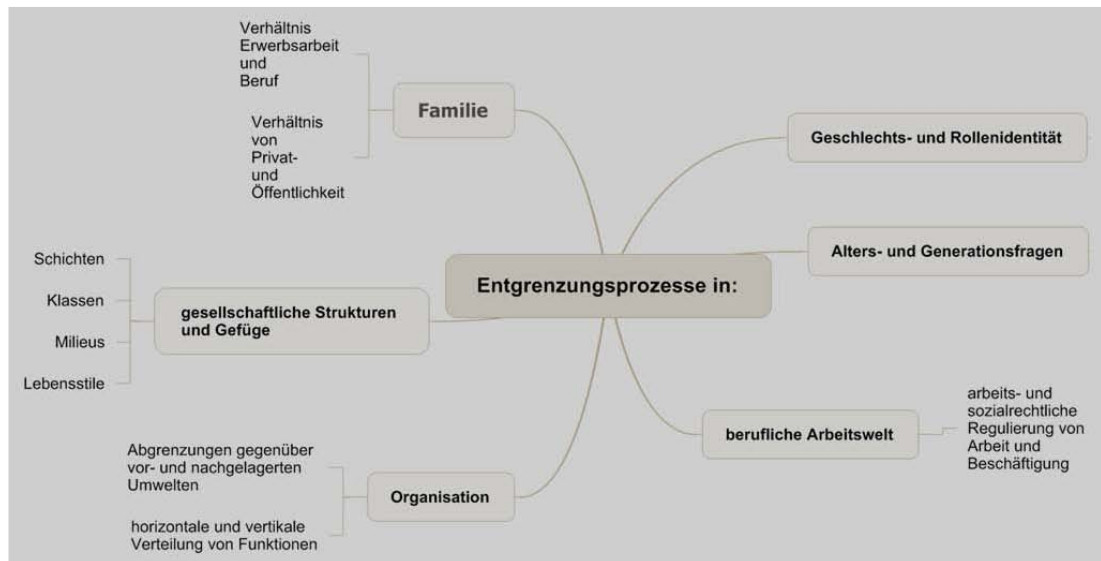 Verhältnis
Erwerbsarbeit
und
Beruf
Familie
Verhältnis
von
Privat-
und
Öffentlichkeit
Geschlechts- und Rollenidentität
Alters- und Generationsfragen
Entgrenzungsprozesse in:
Schichten
Klassen
Milieus
Lebensstile
gesellschaftliche Strukturen
und Gefüge
berufliche Arbeitswelt
arbeits- und
sozialrechtliche
Regulierung von
Arbeit und
Beschäftigung
Abgrenzungen gegenüber
vor- und nachgelagerten
Umwelten
Organisation
horizontale und vertikale
Verteilung von Funktionen